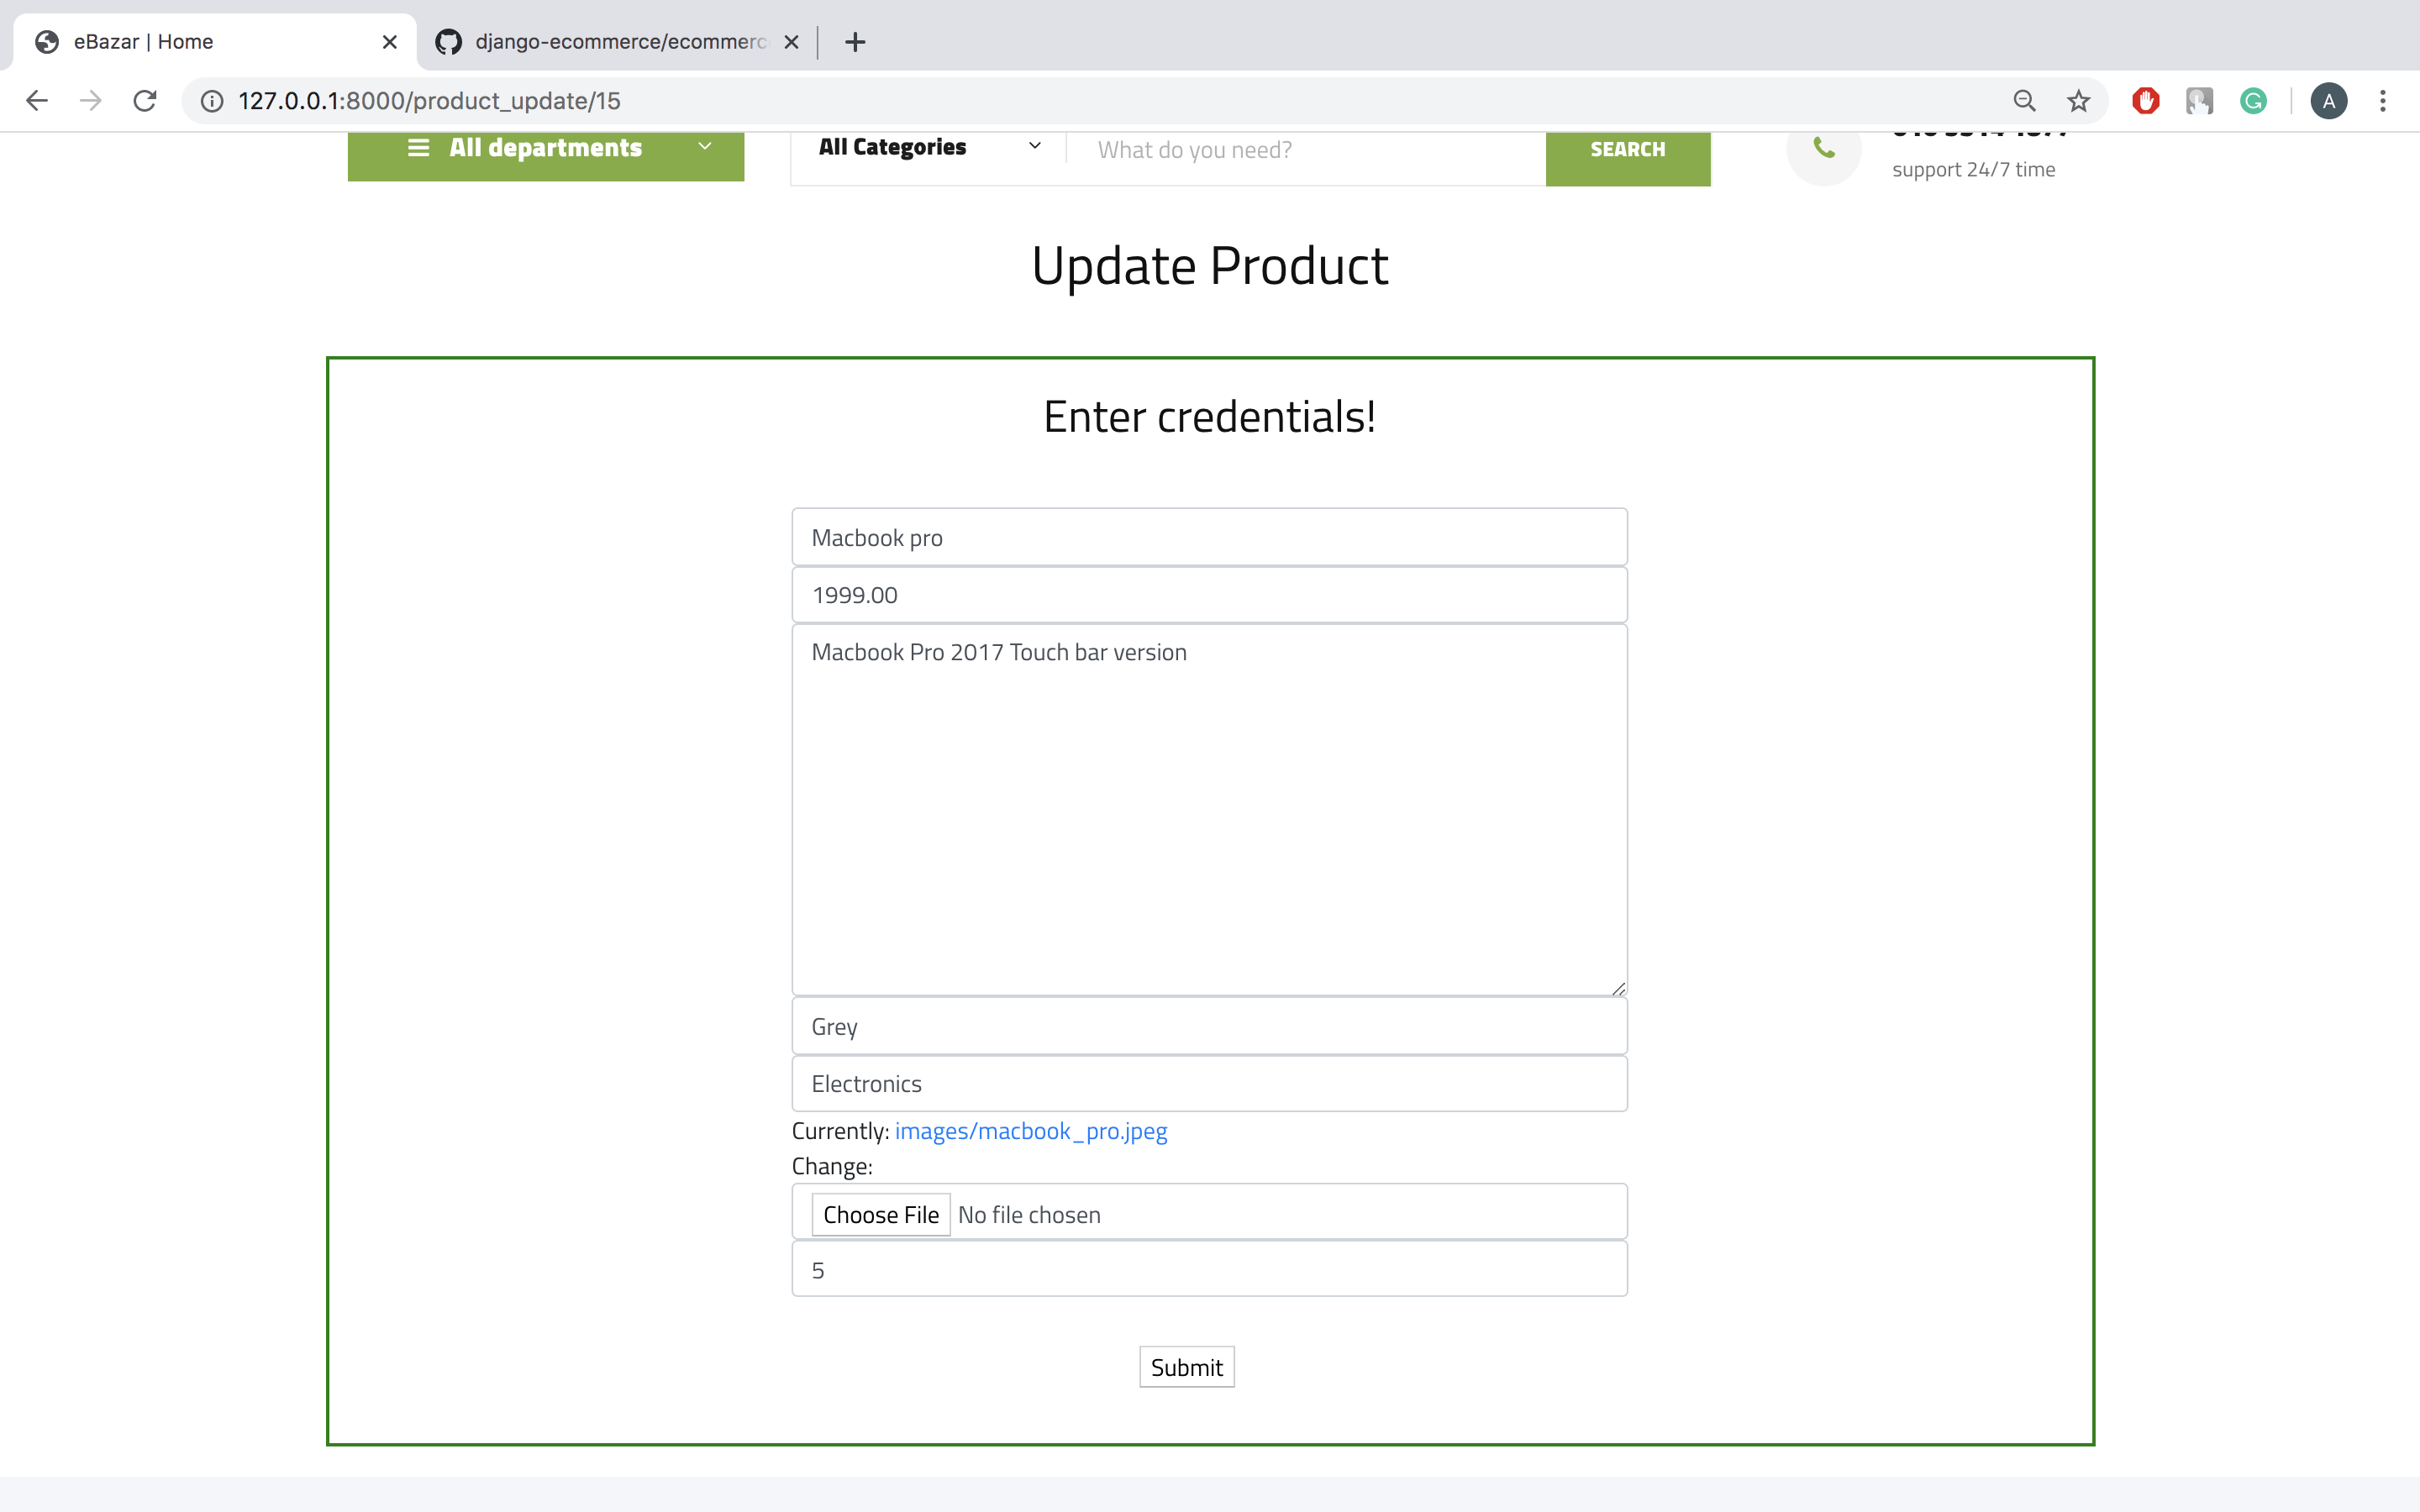 eBazar | Home
django-ecommerce/ecommerc
127.0.0.1:8000/product_update/15
A
All departments
All Categories
What do you need?
SEARCH
support 24/7 time
Update Product
Enter credentials!
Macbook pro
1999.00
Macbook Pro 2017 Touch bar version
Grey
Electronics
Currently: images/macbook_pro.jpeg
Change:
Choose File No file chosen
5
Submit